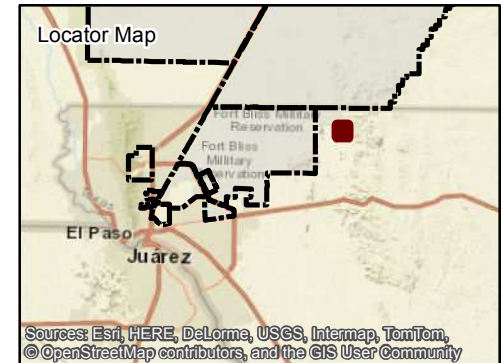 Locator Map
Fort Bliss Military
Reservation
Fort Bliss
Military
Reservation
Texas
El Paso
Juárez
Sources: Esri, HERE, DeLorme, USGS, Intermap, TomTom,
© OpenStreetMap contributors, and the GIS User Community